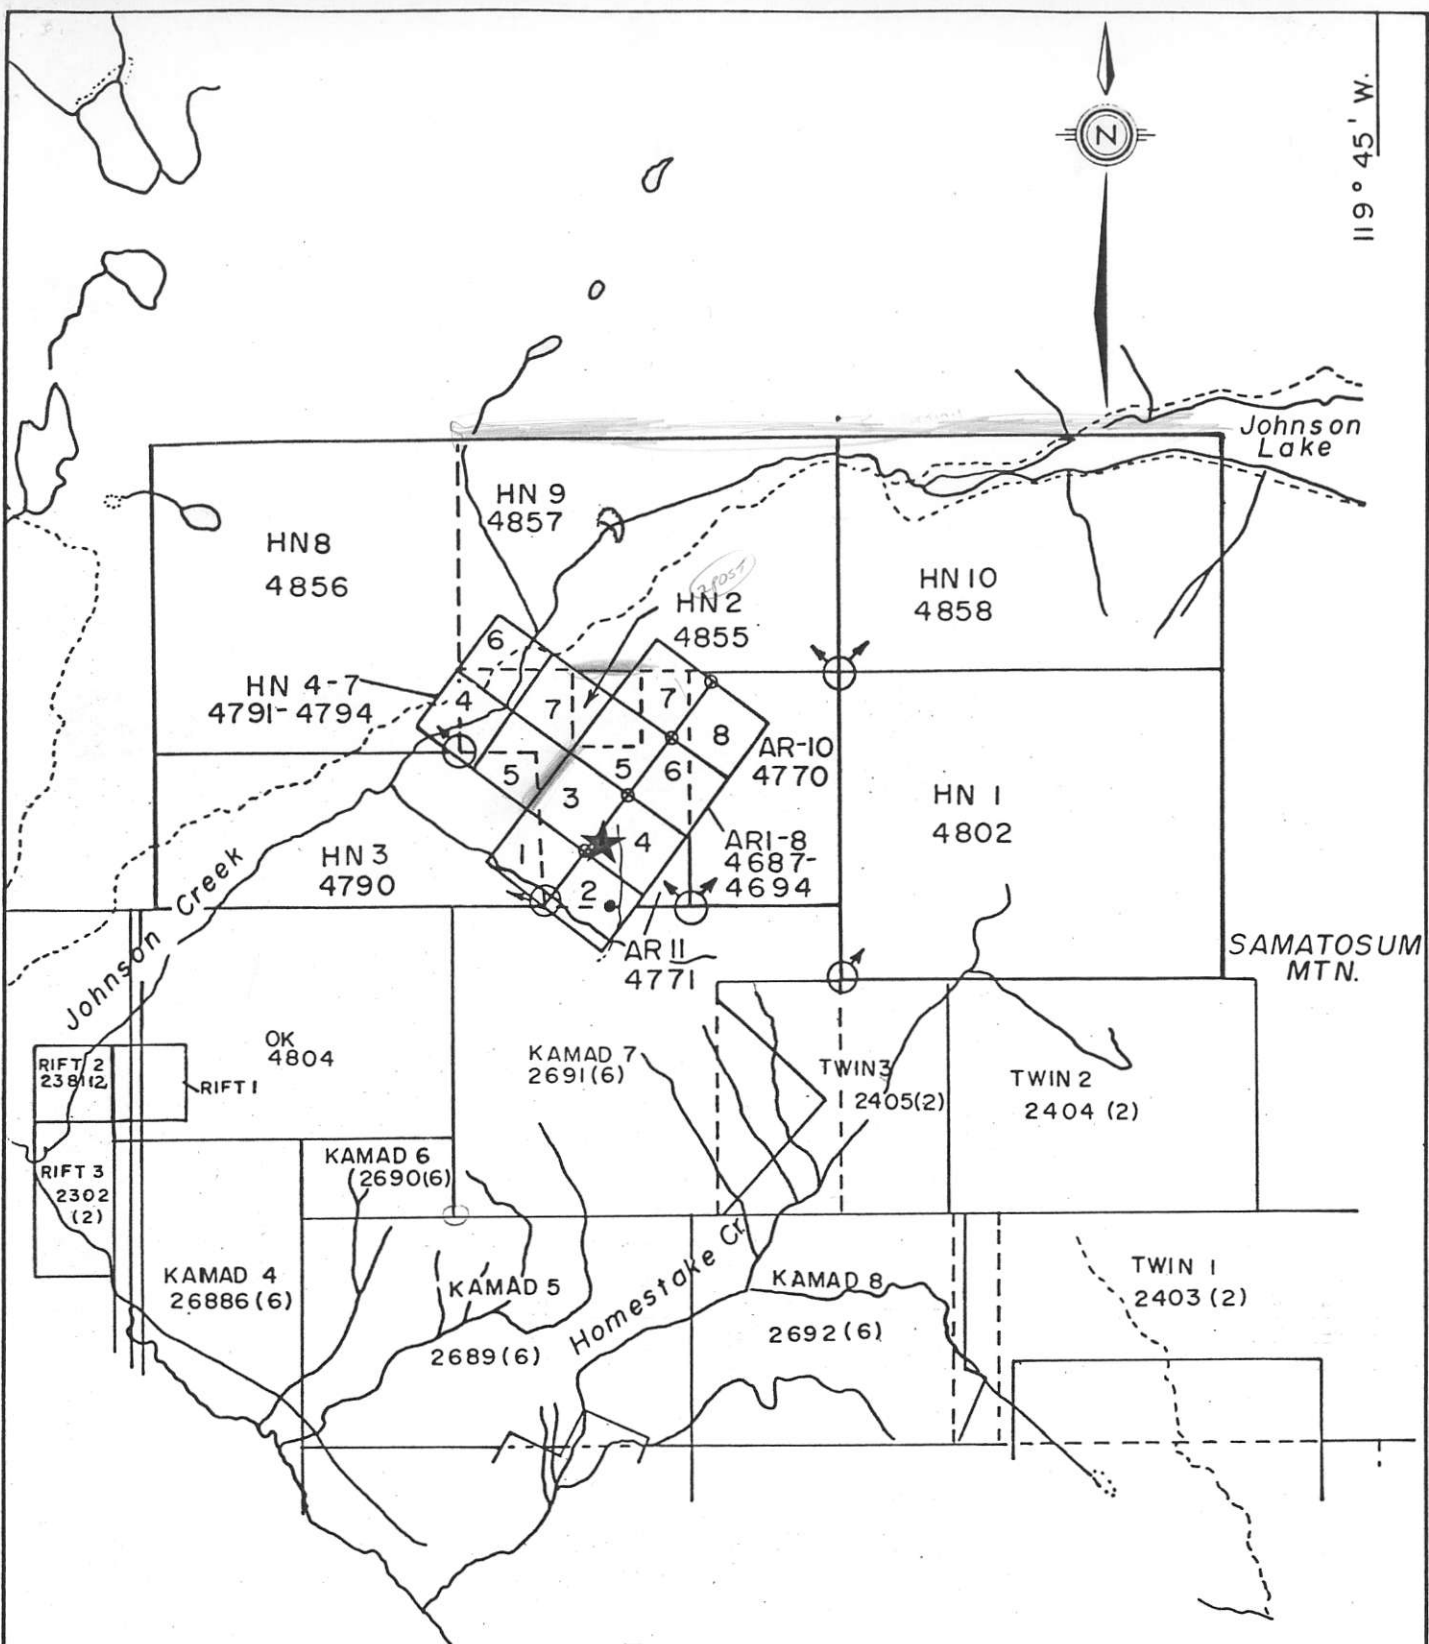 N
119° 45' W.
Johnson
Lake
HN 9
4857
HN8
4856
HN 10
4858
2 POST
HN 2
4855
HN 4-7
4791-4794
6
4
7
7
8
5
5
6
3
4
1
2
AR-10
4770
HN 1
4802
AR1-8
4687-
4694
HN 3
4790
Johnson Creek
AR 11
4771
SAMATOSUM
MTN.
OK
4804
KAMAD 7
2691(6)
TWIN 3
2405(2)
TWIN 2
2404 (2)
RIFT 2
RIFT 1
KAMAD 6
2690(6)
RIFT 3
2302
(2)
KAMAD 4
26886(6)
KAMAD 5
2689(6)
Homestake Cr.
KAMAD 8
2692(6)
TWIN 1
2403 (2)